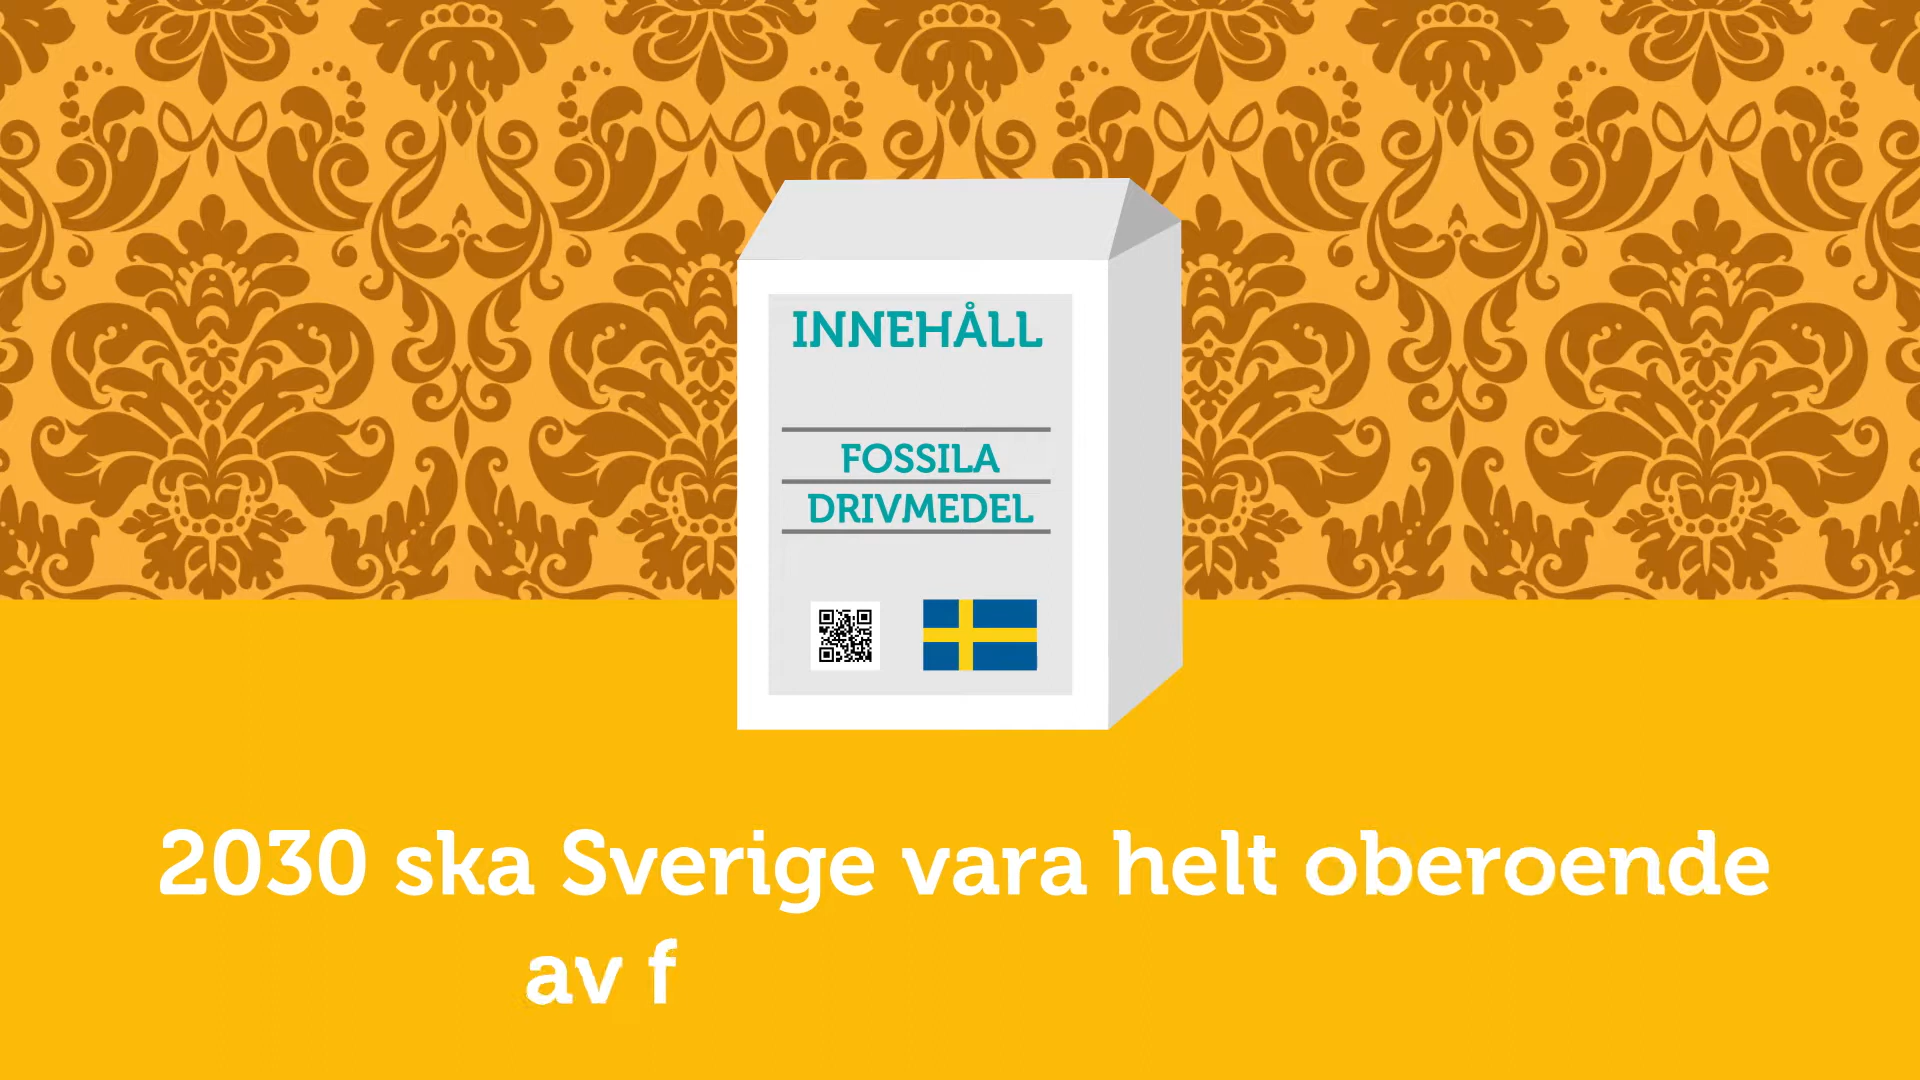 INNEHÅLL
FOSSILA
DRIVMEDEL
2030 ska Sverige vara helt oberoende
av f